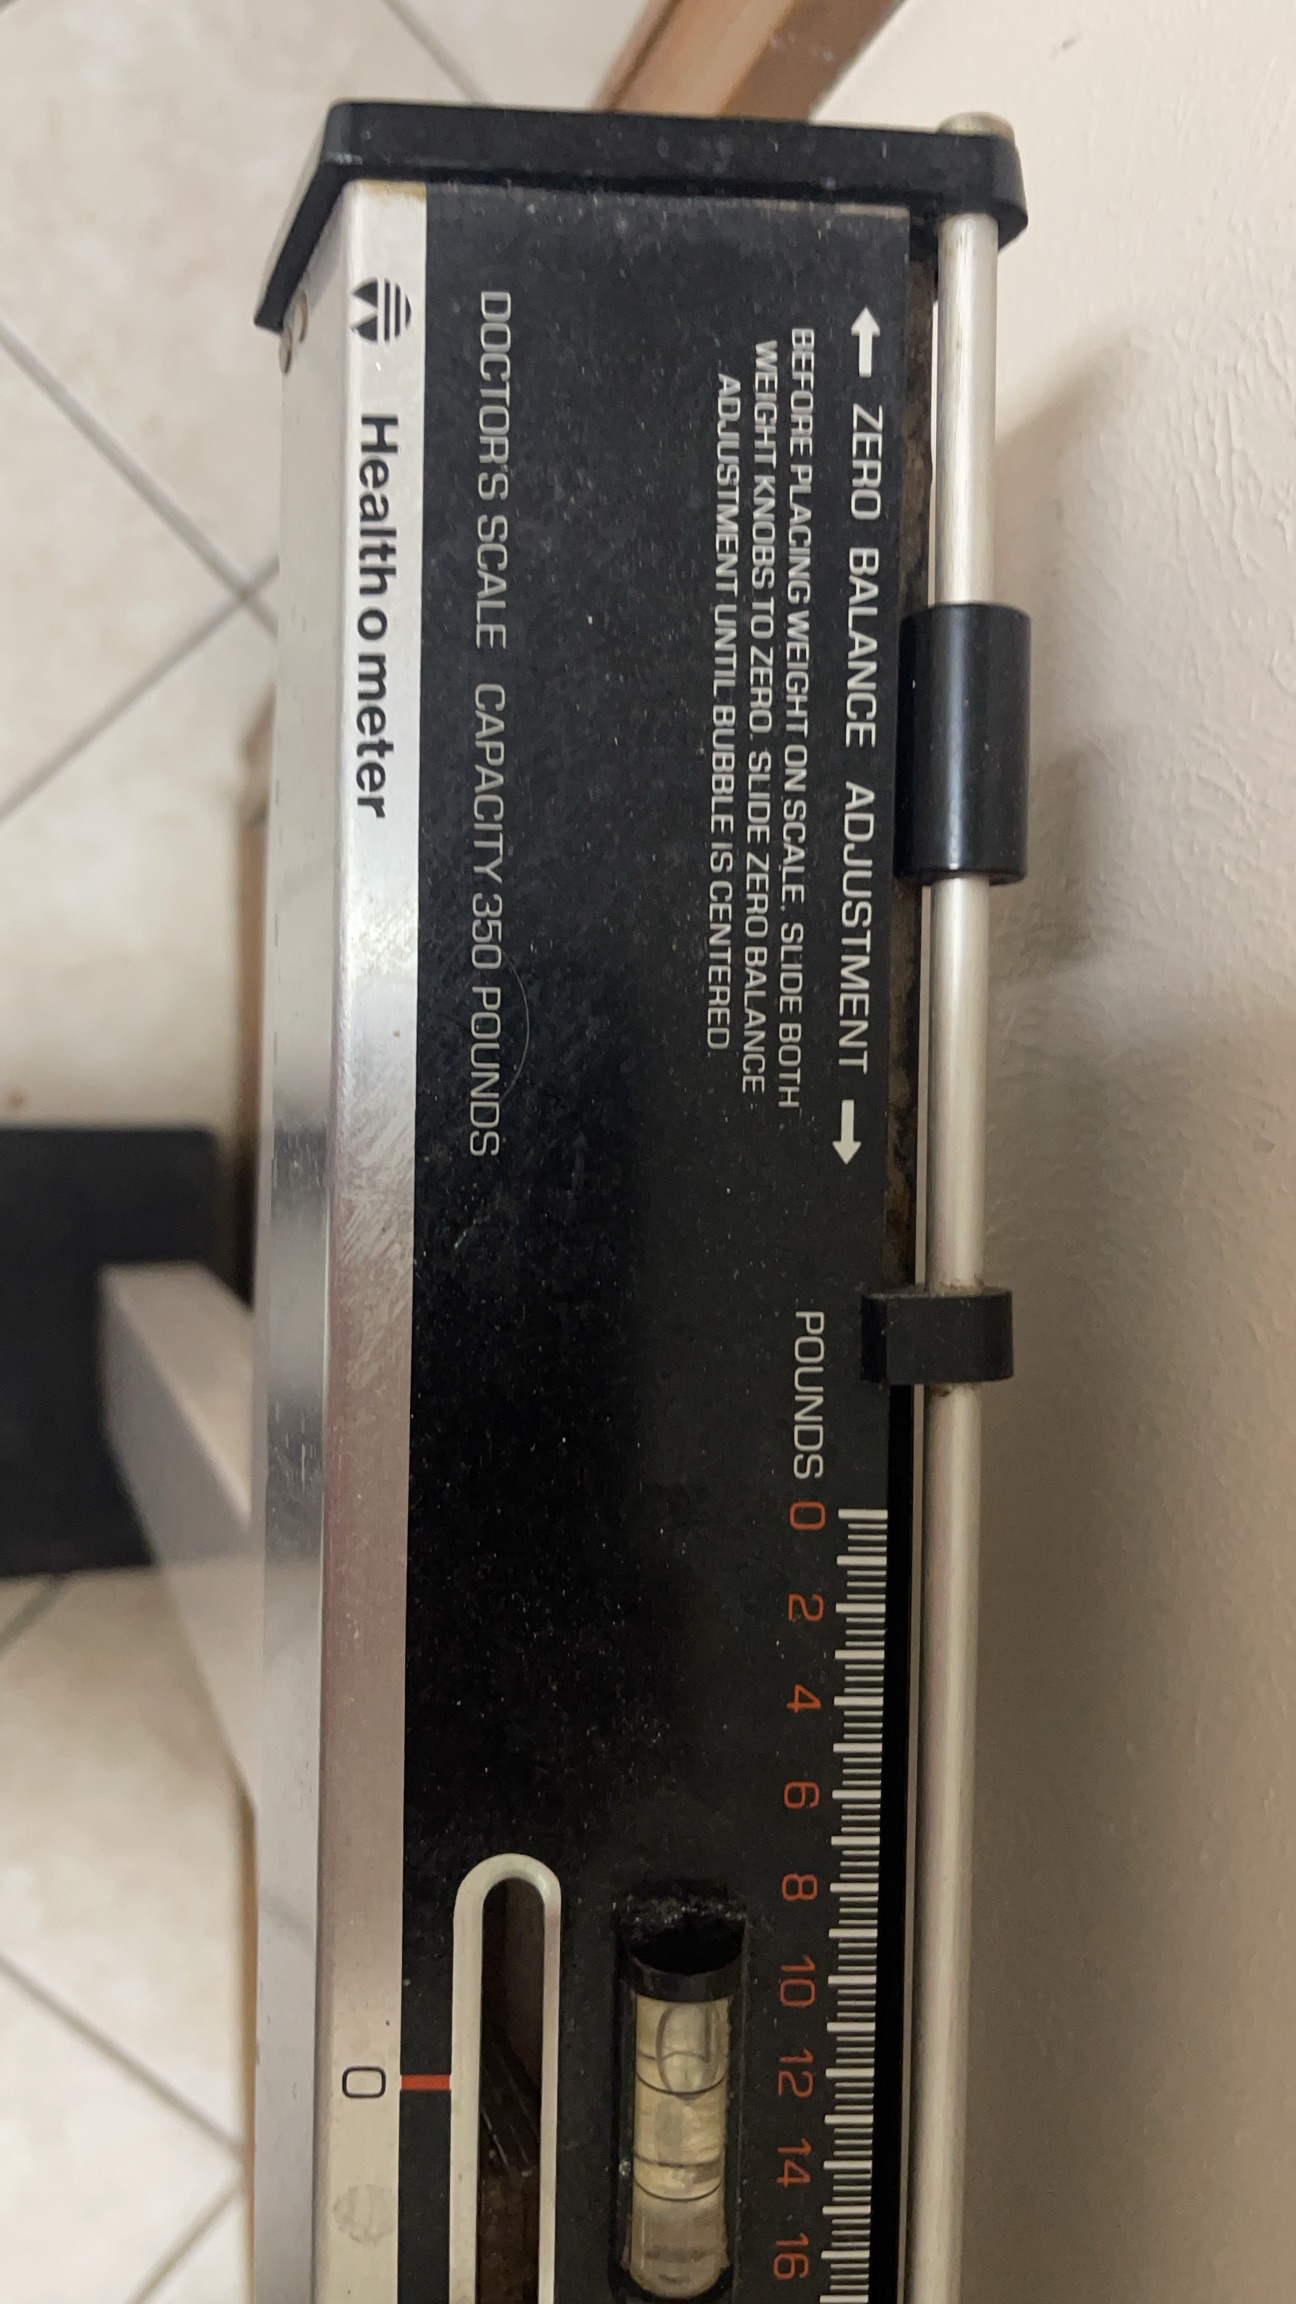 ← ZERO BALANCE ADJUSTMENT →
BEFORE PLACING WEIGHT ON SCALE, SLIDE BOTH
WEIGHT KNOBS TO ZERO. SLIDE ZERO BALANCE
ADJUSTMENT UNTIL BUBBLE IS CENTERED.
POUNDS 0 2 4 6 8 10 12 14 16
DOCTOR'S SCALE CAPACITY 350 POUNDS
Health o meter
0